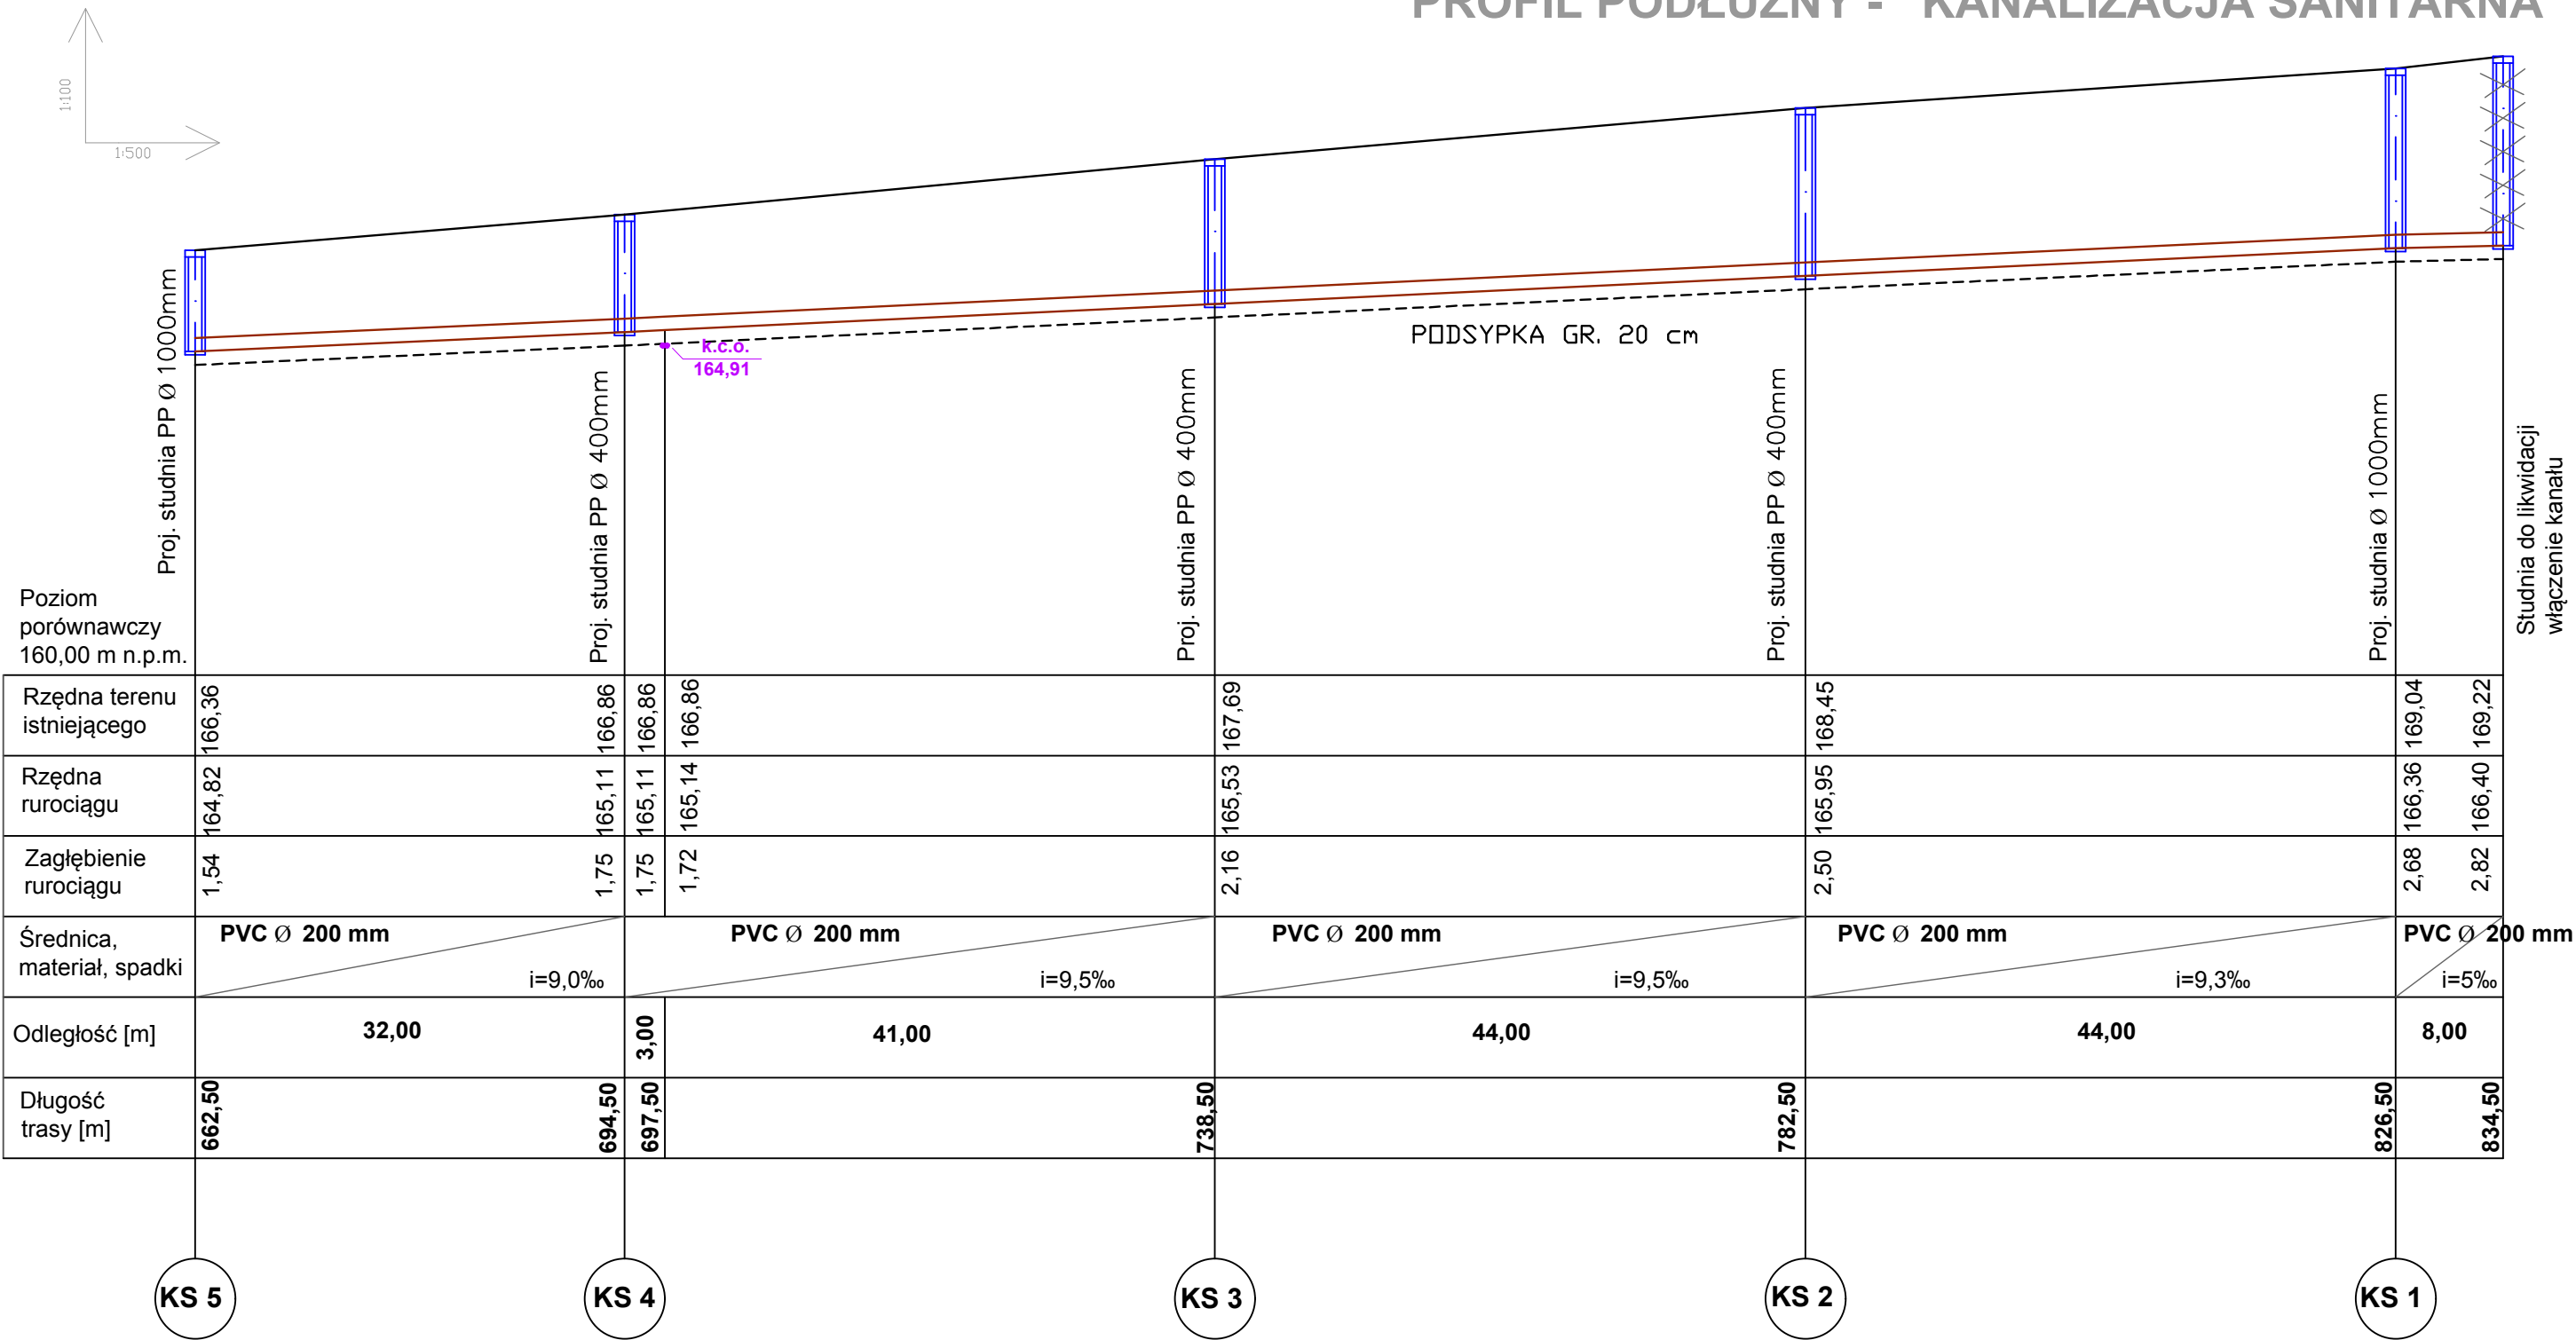 PROFIL PODŁUŻNY - KANALIZACJA SANITARNA
1:100
1:500
k.c.o.
164,91
PODSYPKA GR. 20 cm
Proj. studnia PP Ø 1000mm
Proj. studnia PP Ø 400mm
Proj. studnia PP Ø 400mm
Proj. studnia PP Ø 400mm
Proj. studnia Ø 1000mm
Studnia do likwidacji
włączenie kanału
Poziom
porównawczy
160,00 m n.p.m.
Rzędna terenu
istniejącego
166,36 166,86 166,86 166,86 167,69 168,45 169,04 169,22
Rzędna
rurociągu
164,82 165,11 165,11 165,14 165,53 165,95 166,36 166,40
Zagłębienie
rurociągu
1,54 1,75 1,75 1,72 2,16 2,50 2,68 2,82
Średnica,
materiał, spadki
PVC Ø 200 mm PVC Ø 200 mm PVC Ø 200 mm PVC Ø 200 mm PVC Ø 200 mm
i=9,0‰ i=9,5‰ i=9,5‰ i=9,3‰ i=5‰
Odległość [m] 32,00 3,00 41,00 44,00 44,00 8,00
Długość
trasy [m]
662,50 694,50 697,50 738,50 782,50 826,50 834,50
KS 5 KS 4 KS 3 KS 2 KS 1